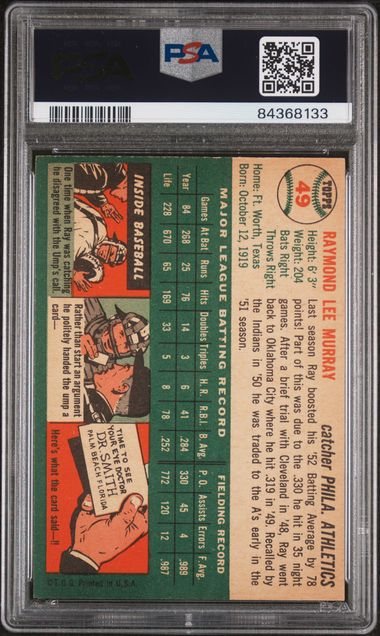 PSA
PSA
84368133
TOPPS
49
RAYMOND LEE MURRAY
catcher PHILA. ATHLETICS
Height: 6' 3"
Weight: 204
Bats Right
Throws Right
Home: Ft. Worth, Texas
Born: October 12, 1919
Last season Ray boosted his '52 Batting Average by 78
points! Part of this was due to the .330 he hit in 35 night
games. After a brief trial with Cleveland in '48, Ray went
back to Oklahoma City where he hit .319 in '49. Recalled by
the Indians in '50 he was traded to the A's early in the
'51 season.
MAJOR LEAGUE BATTING RECORD FIELDING RECORD
Games At Bat Runs Hits Doubles Triples H. R. R.B.I. B. Avg. P. O. Assists Errors F. Avg.
Year 84 268 25 76 14 3 6 41 .284 330 45 4 .989
Life 228 670 65 169 33 5 8 78 .252 772 120 12 .987
INSIDE BASEBALL
One time when Ray was catching
he disagreed with the Ump's call.
Rather than start an argument
he politely handed the ump a
card—
TIME TO SEE
YOUR EYE DOCTOR
DR. SMITH
PALM BEACH FLORIDA
Here's what the card said—!!
© T.C.G. Printed in U.S.A.
PSA